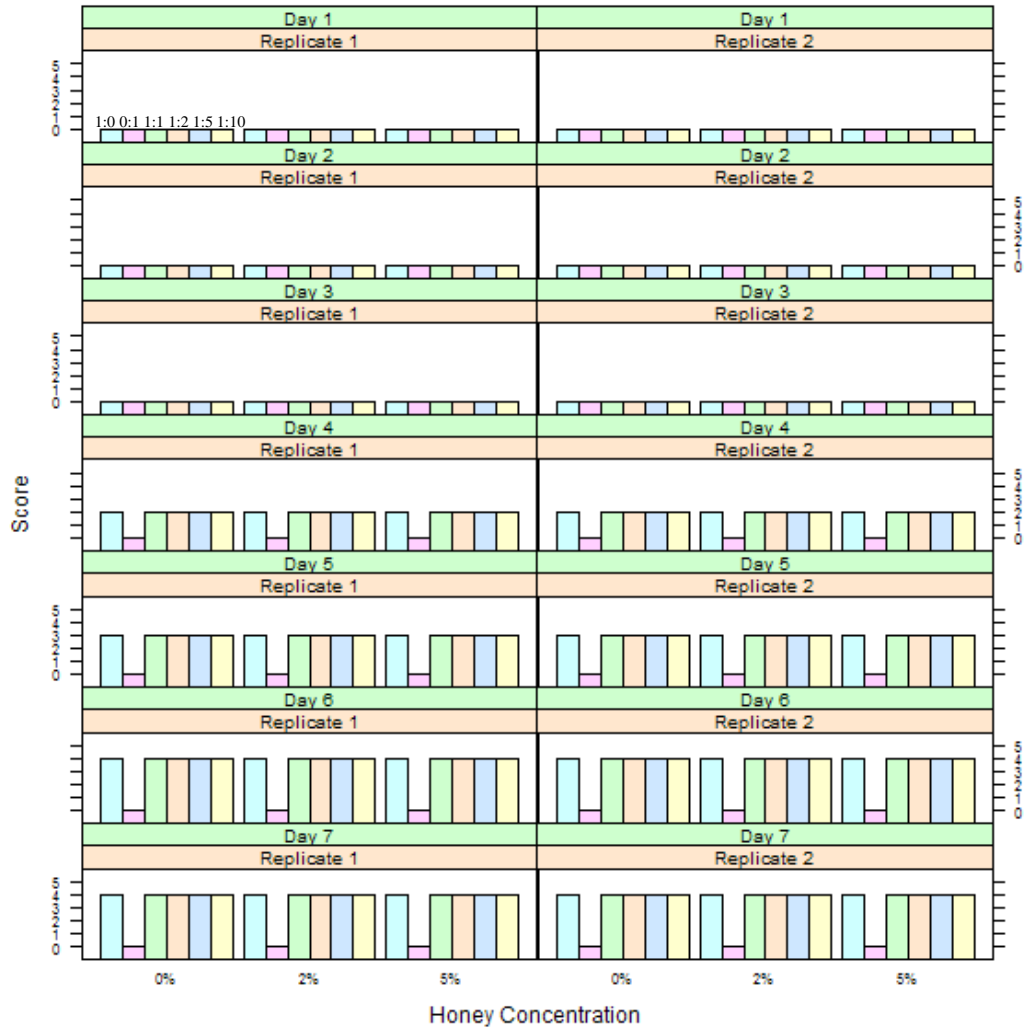 Day 1 Day 1
Replicate 1 Replicate 2
5
4
3
2
1
0
1:0 0:1 1:1 1:2 1:5 1:10
Day 2 Day 2
Replicate 1 Replicate 2
5
4
3
2
1
0
Day 3 Day 3
Replicate 1 Replicate 2
5
4
3
2
1
0
Day 4 Day 4
Replicate 1 Replicate 2
5
4
3
2
1
0
Score
Day 5 Day 5
Replicate 1 Replicate 2
5
4
3
2
1
0
Day 6 Day 6
Replicate 1 Replicate 2
5
4
3
2
1
0
Day 7 Day 7
Replicate 1 Replicate 2
5
4
3
2
1
0
0% 2% 5% 0% 2% 5%
Honey Concentration